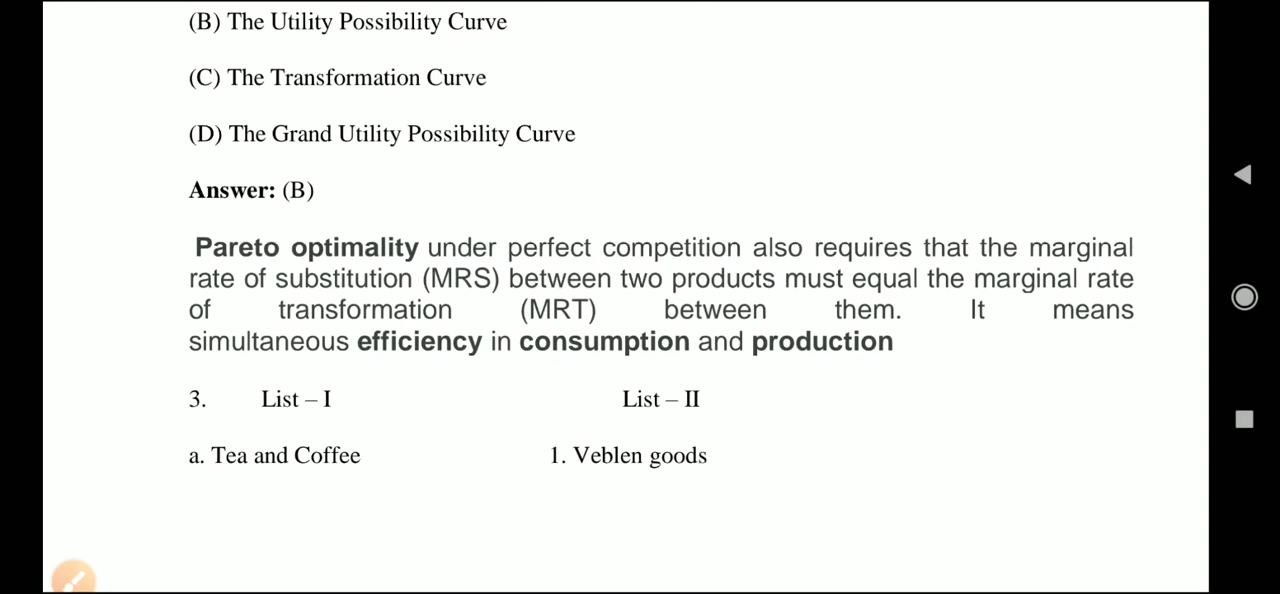 (B) The Utility Possibility Curve
(C) The Transformation Curve
(D) The Grand Utility Possibility Curve
Answer: (B)
Pareto optimality under perfect competition also requires that the marginal
rate of substitution (MRS) between two products must equal the marginal rate
of transformation (MRT) between them. It means
simultaneous efficiency in consumption and production
3. List – I List – II
a. Tea and Coffee 1. Veblen goods